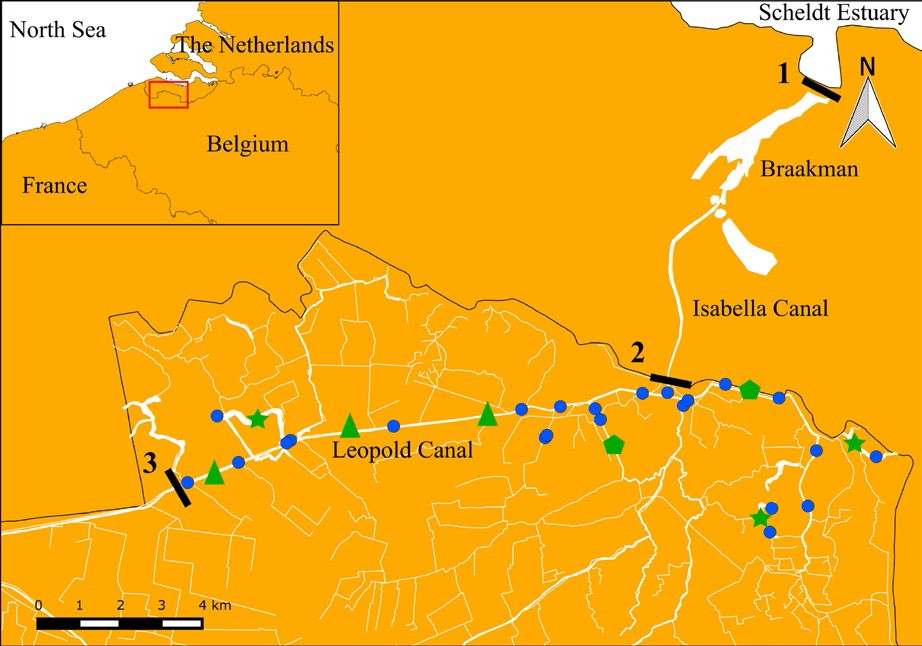 North Sea
The Netherlands
Belgium
France
Scheldt Estuary
1
N
Braakman
Isabella Canal
2
Leopold Canal
3
0 1 2 3 4 km